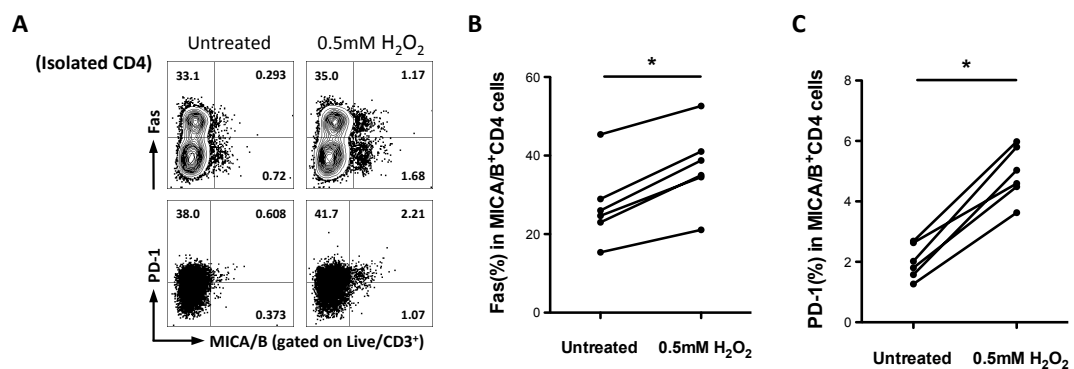 A
(Isolated CD4)
Untreated
0.5mM H₂O₂
33.1
0.293
0.72
35.0
1.17
1.68
Fas
38.0
0.608
0.373
41.7
2.21
1.07
PD-1
MICA/B (gated on Live/CD3⁺)
B
Fas(%) in MICA/B⁺CD4 cells
60
40
20
0
*
Untreated
0.5mM H₂O₂
C
PD-1(%) in MICA/B⁺CD4 cells
8
6
4
2
0
*
Untreated
0.5mM H₂O₂